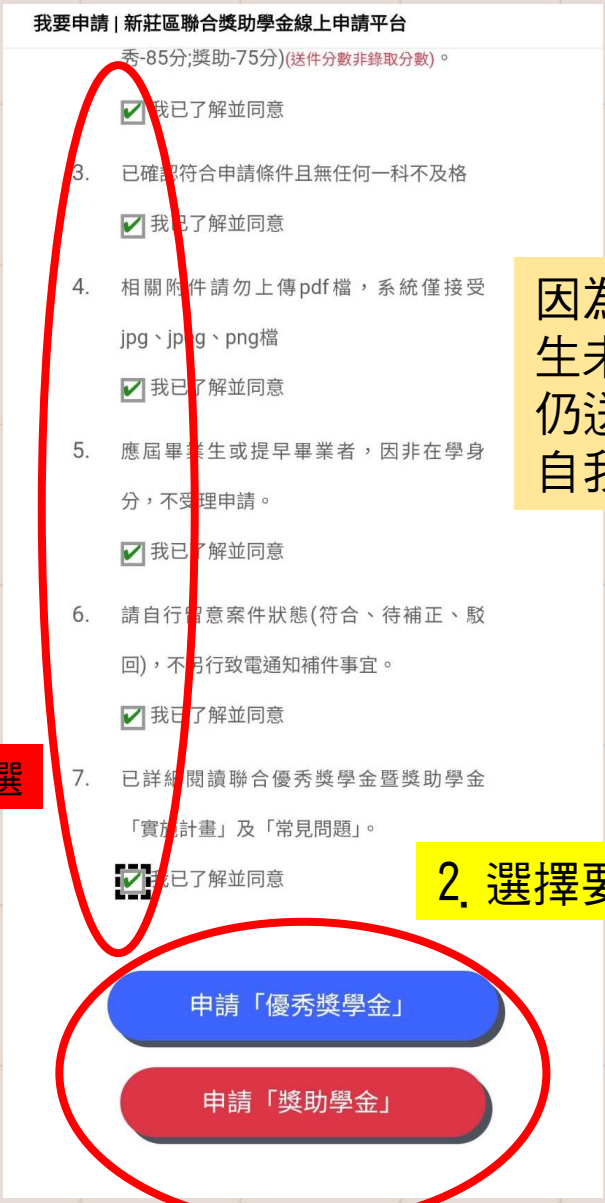 我要申請 | 新莊區聯合獎助學金線上申請平台
秀-85分;獎助-75分)(送件分數非錄取分數)。
我已了解並同意
3. 已確認符合申請條件且無任何一科不及格
我已了解並同意
4. 相關附件請勿上傳pdf檔，系統僅接受
jpg、jpeg、png檔
我已了解並同意
5. 應屆畢業生或提早畢業者，因非在學身
分，不受理申請。
我已了解並同意
6. 請自行留意案件狀態(符合、待補正、駁
回)，不另行致電通知補件事宜。
我已了解並同意
7. 已詳細閱讀聯合優秀獎學金暨獎助學金
「實施計畫」及「常見問題」。
我已了解並同意
申請「優秀獎學金」
申請「獎助學金」
因為
生未
仍送
自我
選
2. 選擇要